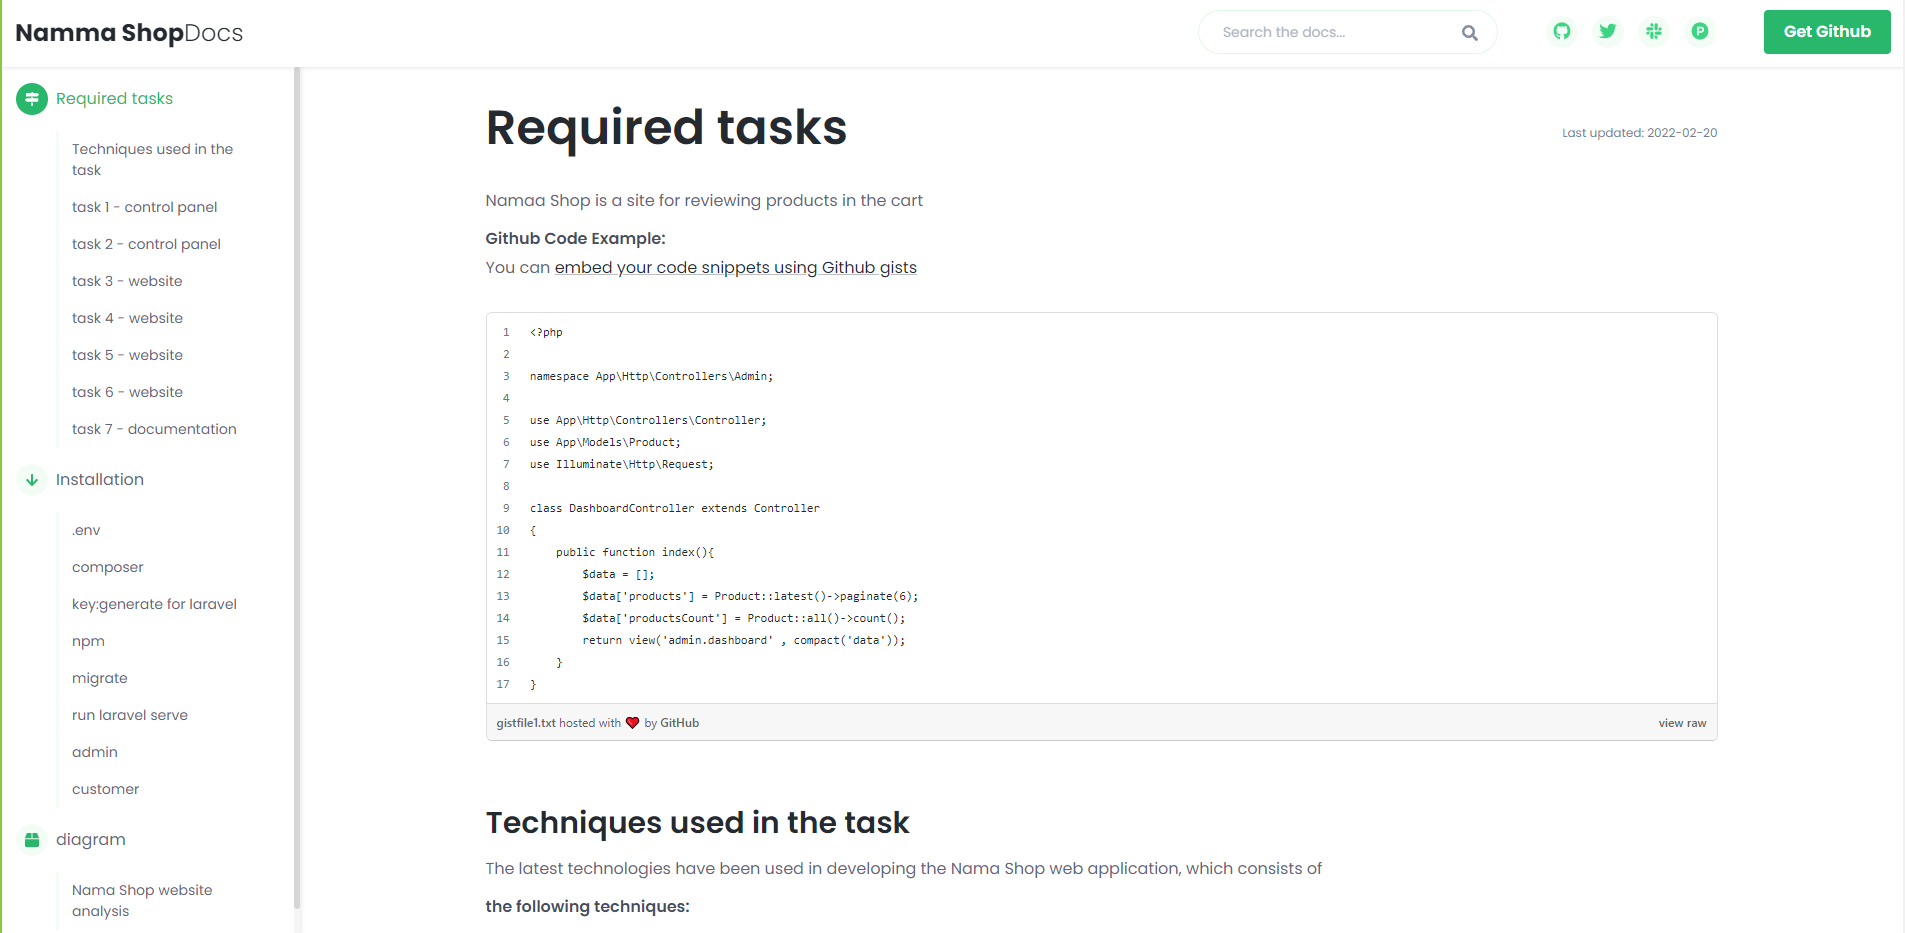 Namma ShopDocs
Search the docs...
Get Github
Required tasks
Techniques used in the
task
task 1 - control panel
task 2 - control panel
task 3 - website
task 4 - website
task 5 - website
task 6 - website
task 7 - documentation
Installation
.env
composer
key:generate for laravel
npm
migrate
run laravel serve
admin
customer
diagram
Nama Shop website
analysis
Required tasks
Last updated: 2022-02-20
Namaa Shop is a site for reviewing products in the cart
Github Code Example:
You can embed your code snippets using Github gists
1 <?php
2
3 namespace App\Http\Controllers\Admin;
4
5 use App\Http\Controllers\Controller;
6 use App\Models\Product;
7 use Illuminate\Http\Request;
8
9 class DashboardController extends Controller
10 {
11     public function index(){
12         $data = [];
13         $data['products'] = Product::latest()->paginate(6);
14         $data['productsCount'] = Product::all()->count();
15         return view('admin.dashboard' , compact('data'));
16     }
17 }
gistfile1.txt hosted with ❤ by GitHub
view raw
Techniques used in the task
The latest technologies have been used in developing the Nama Shop web application, which consists of
the following techniques: